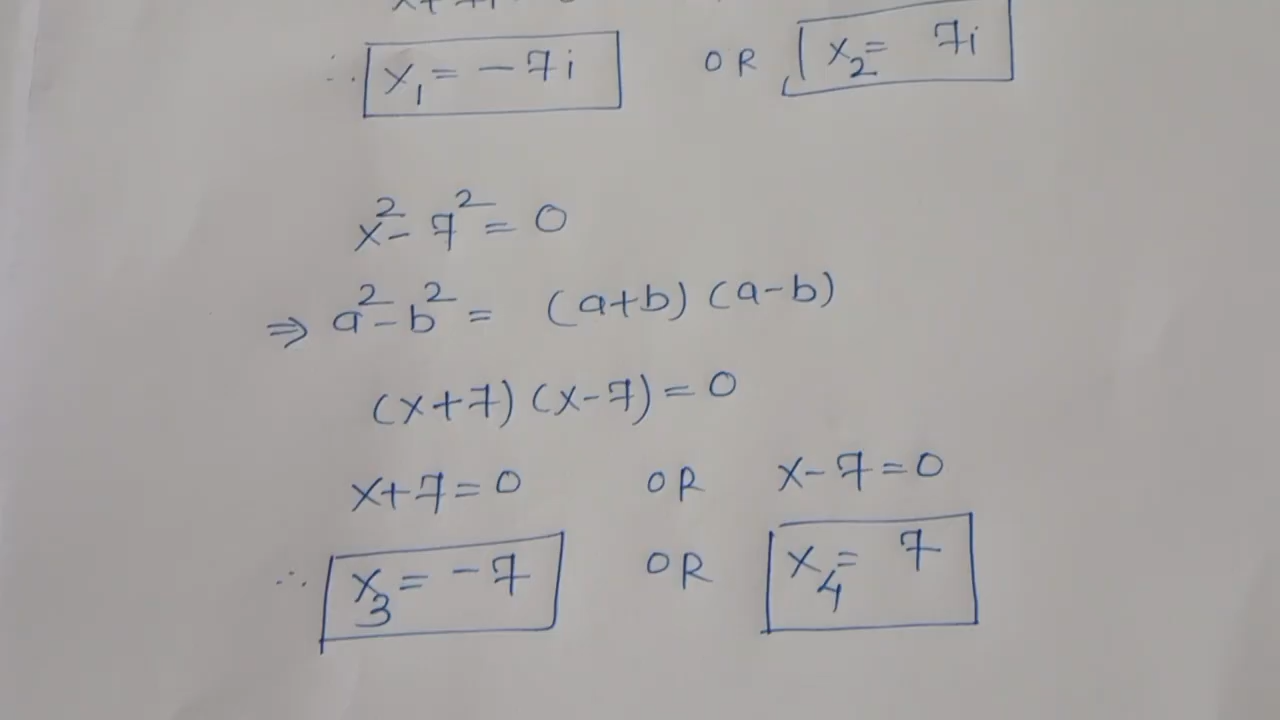 ∴ x₁ = -7i OR x₂ = 7i
x² - 7² = 0
⇒ a² - b² = (a+b) (a-b)
(x+7) (x-7) = 0
x+7=0 OR x-7=0
∴ x₃ = -7 OR x₄ = 7